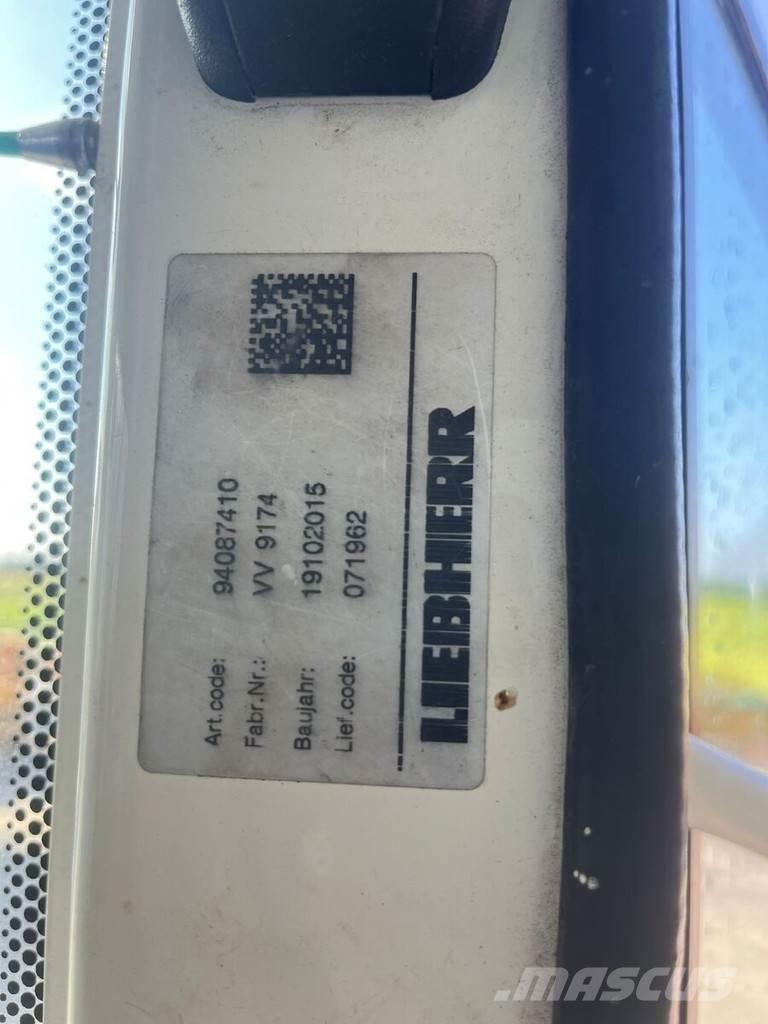 Art.code: 94087410
Fabr.Nr.: VV 9174
Baujahr: 19102015
Lief.code: 071962
LIEBHERR
MASCUS